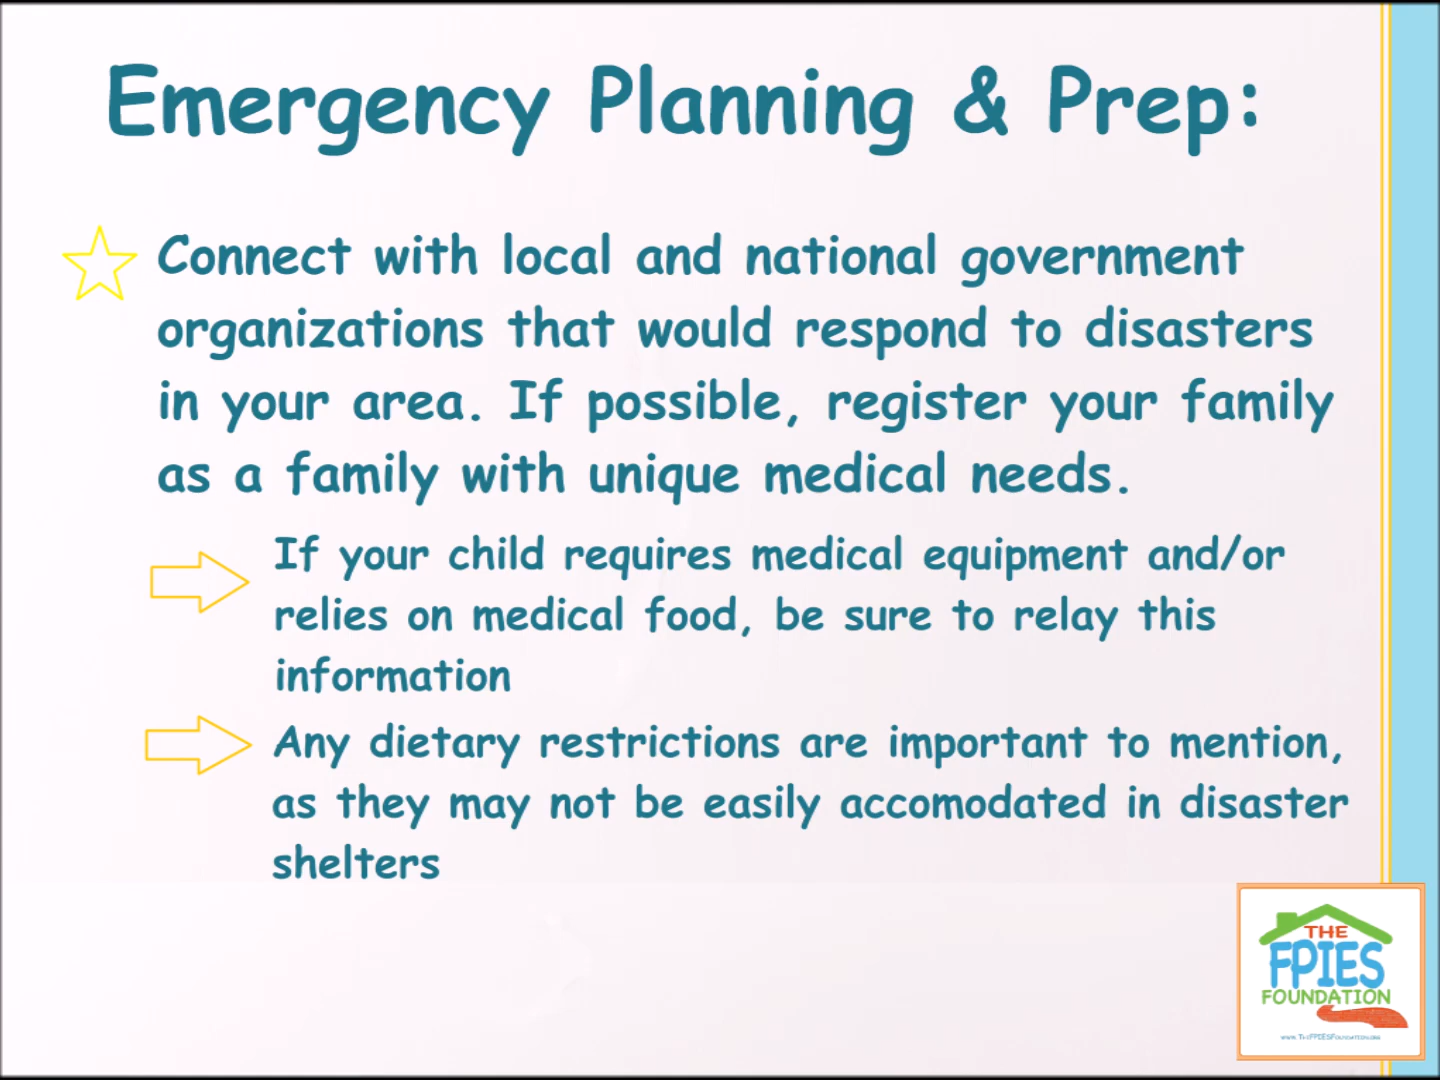 Emergency Planning & Prep:
Connect with local and national government
organizations that would respond to disasters
in your area. If possible, register your family
as a family with unique medical needs.
If your child requires medical equipment and/or
relies on medical food, be sure to relay this
information
Any dietary restrictions are important to mention,
as they may not be easily accomodated in disaster
shelters
THE
FPIES
FOUNDATION
www.TheFPIESFoundation.org